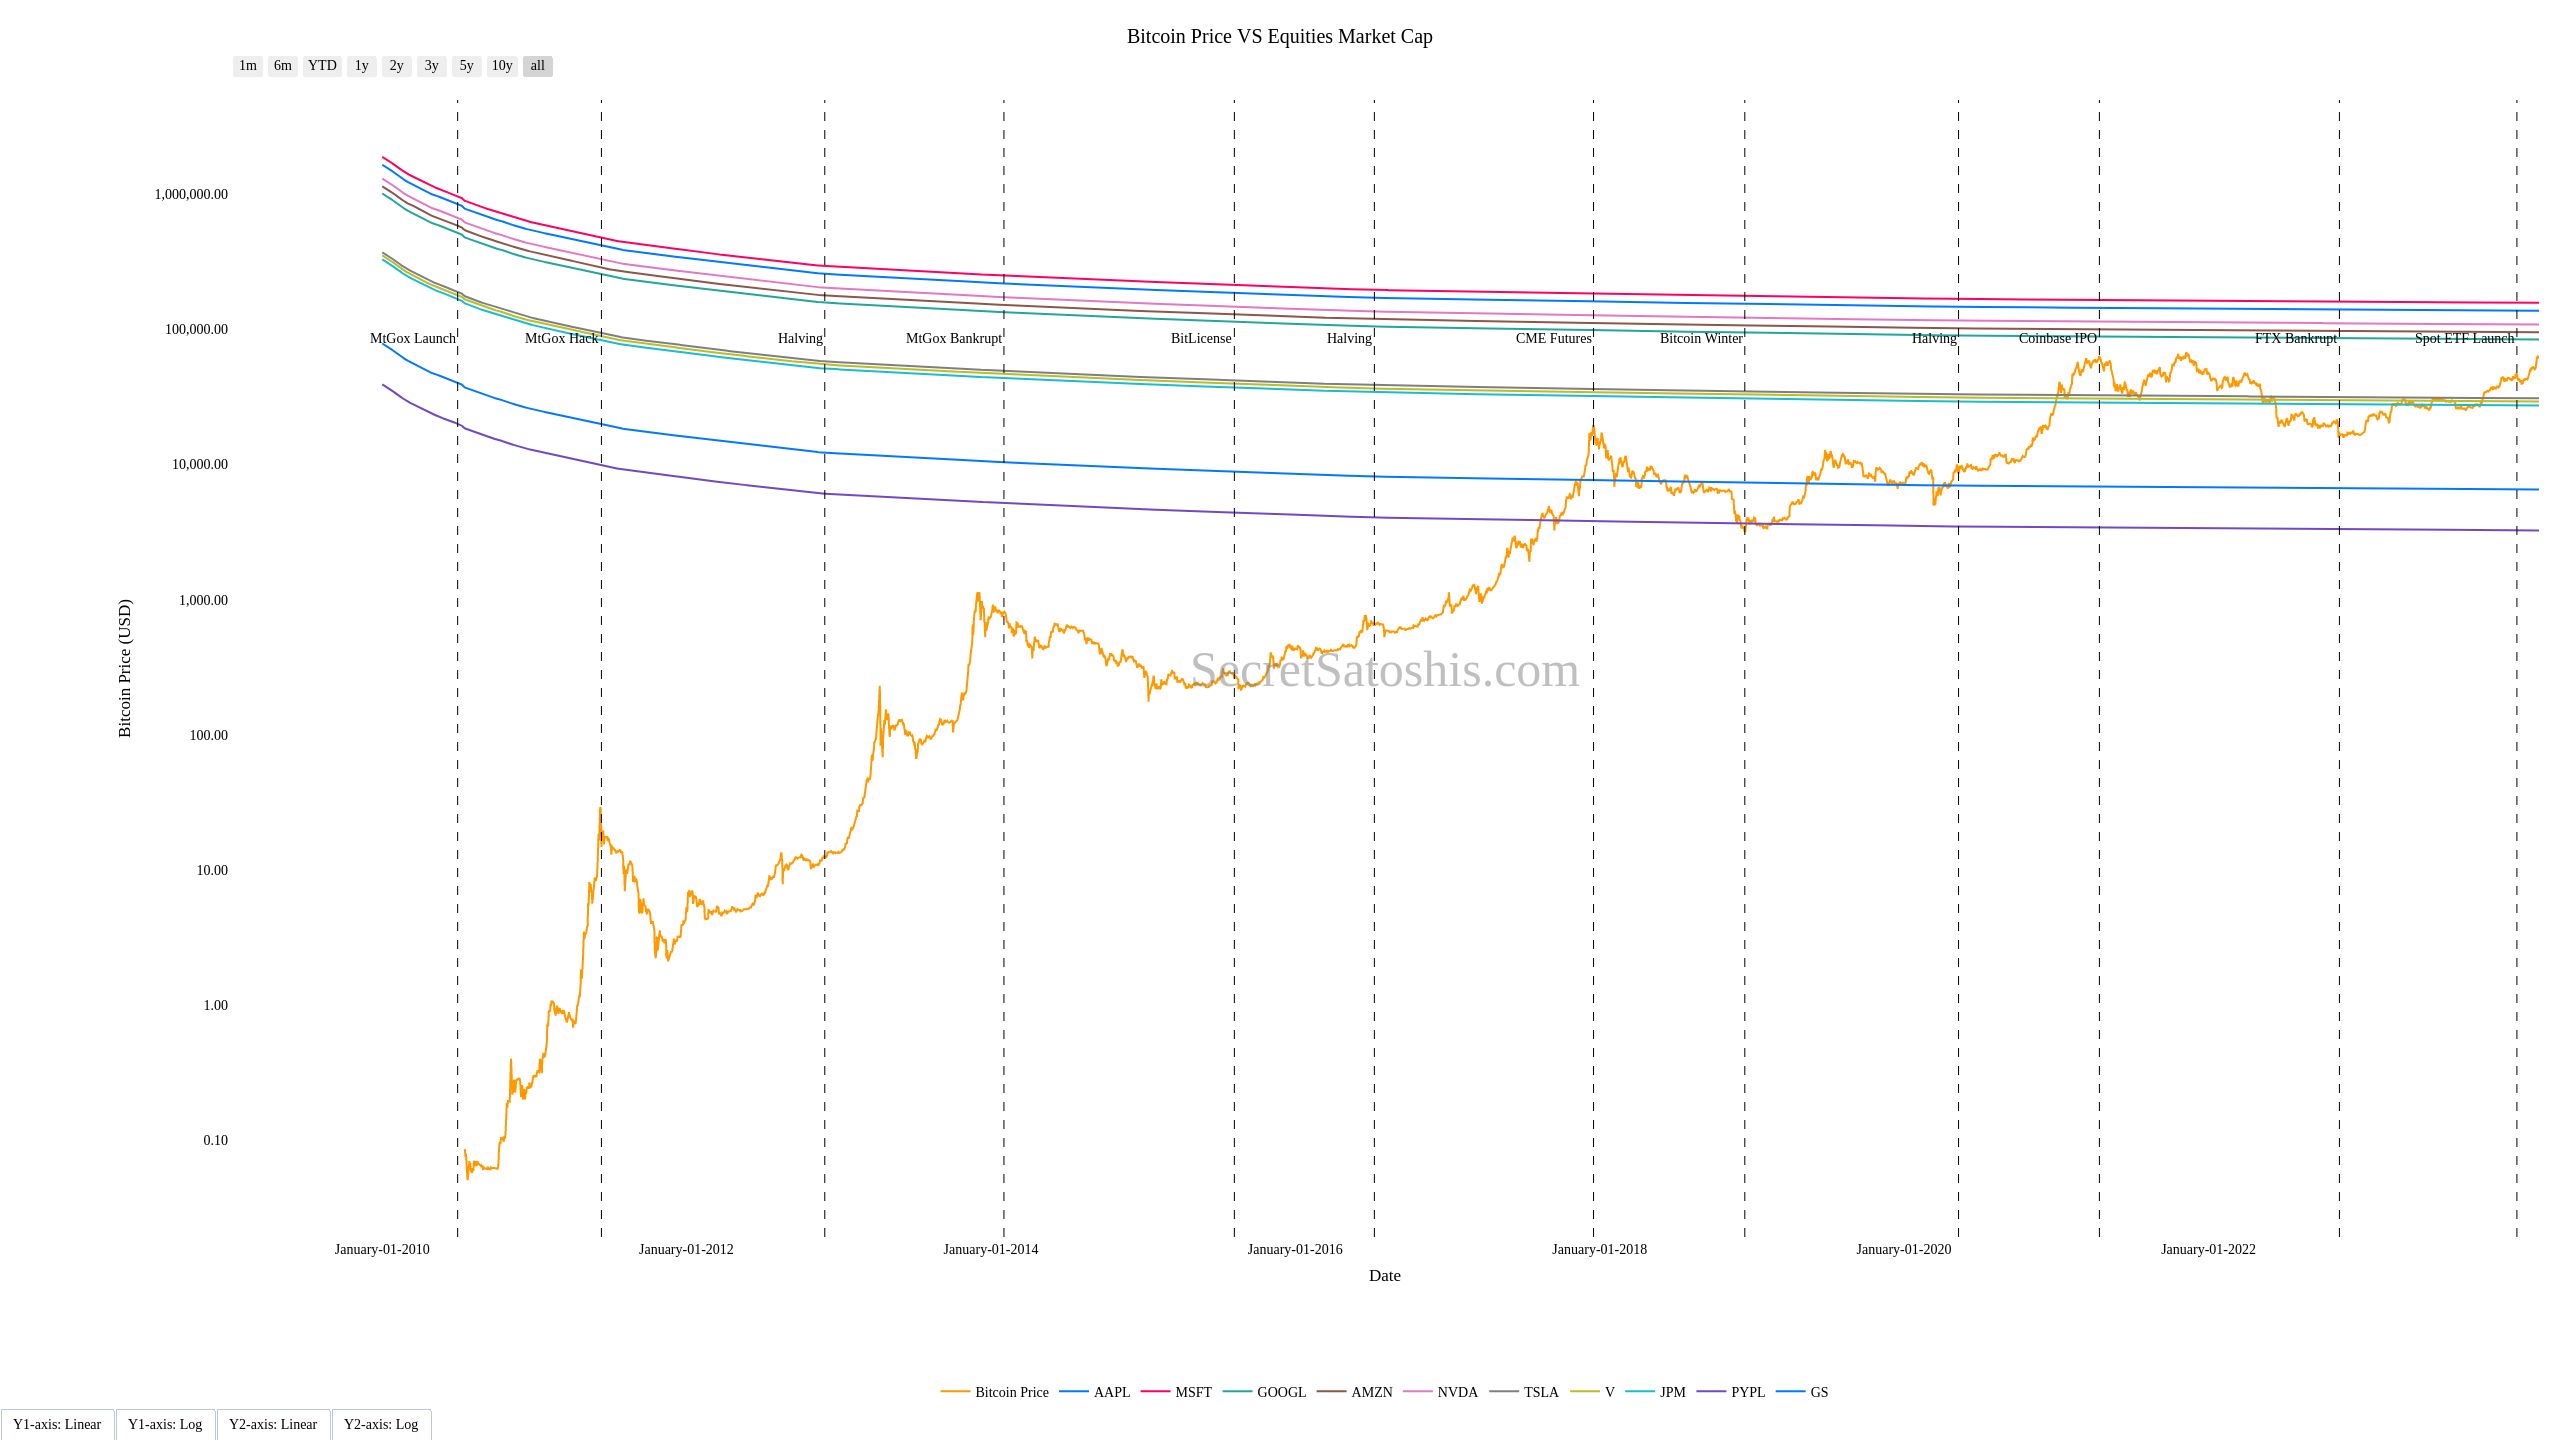 Bitcoin Price VS Equities Market Cap
1m 6m YTD 1y 2y 3y 5y 10y all
1,000,000.00
100,000.00
MtGox Launch MtGox Hack Halving MtGox Bankrupt BitLicense Halving CME Futures Bitcoin Winter Halving Coinbase IPO FTX Bankrupt Spot ETF Launch
10,000.00
1,000.00
Bitcoin Price (USD)
SecretSatoshis.com
100.00
10.00
1.00
0.10
January-01-2010 January-01-2012 January-01-2014 January-01-2016 January-01-2018 January-01-2020 January-01-2022
Date
Bitcoin Price AAPL MSFT GOOGL AMZN NVDA TSLA V JPM PYPL GS
Y1-axis: Linear Y1-axis: Log Y2-axis: Linear Y2-axis: Log